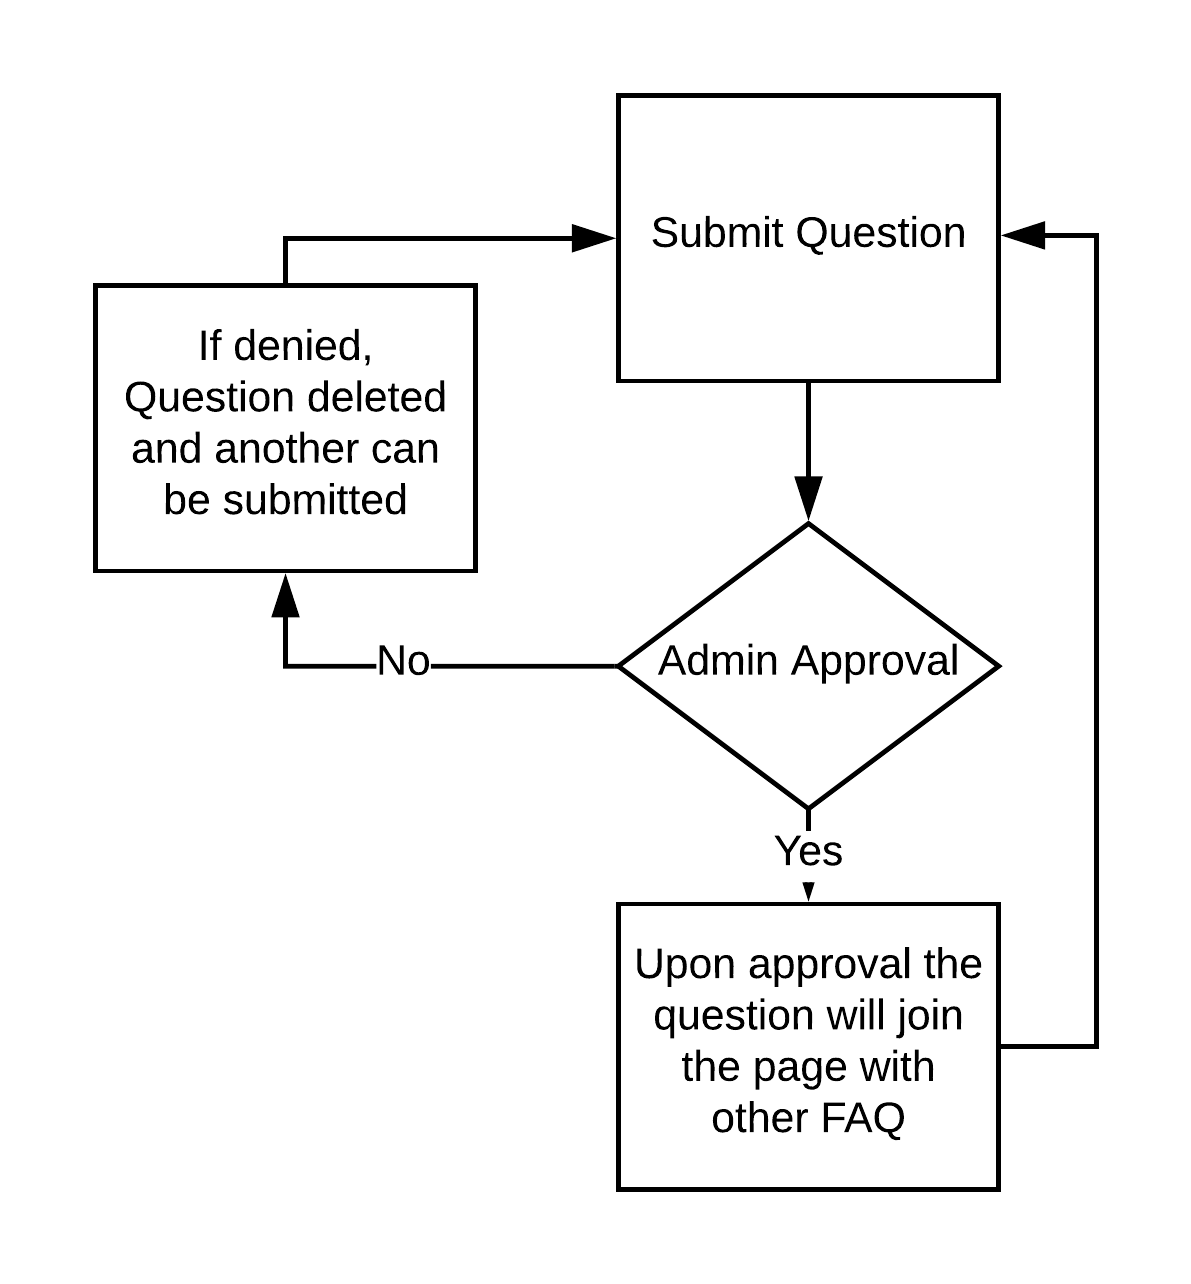 Submit Question
If denied,
Question deleted
and another can
be submitted
Admin Approval
No
Yes
Upon approval the
question will join
the page with
other FAQ